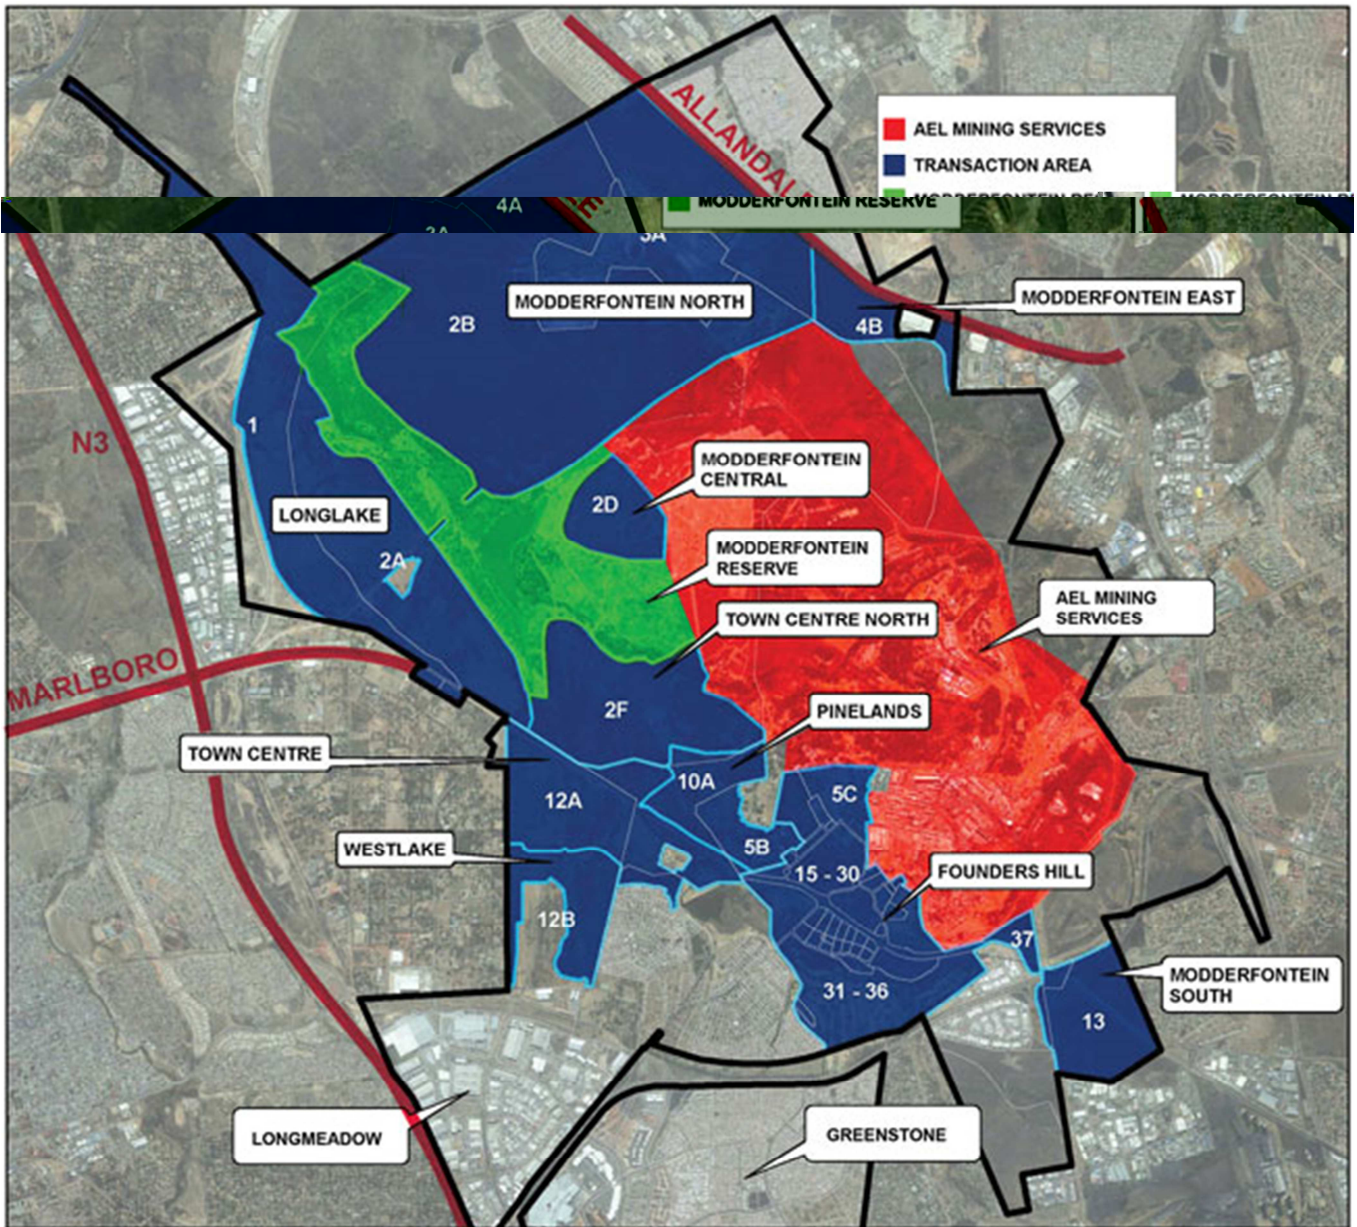 ALLANDALE
AEL MINING SERVICES
TRANSACTION AREA
4A
MODDERFONTEIN RESERVE
3A
MODDERFONTEIN NORTH
MODDERFONTEIN EAST
2B
4B
1
N3
MODDERFONTEIN
CENTRAL
2D
LONGLAKE
2A
MODDERFONTEIN
RESERVE
AEL MINING
SERVICES
TOWN CENTRE NORTH
MARLBORO
2F
PINELANDS
TOWN CENTRE
10A
12A
5C
5B
WESTLAKE
15 - 30
FOUNDERS HILL
12B
37
MODDERFONTEIN
SOUTH
31 - 36
13
LONGMEADOW
GREENSTONE